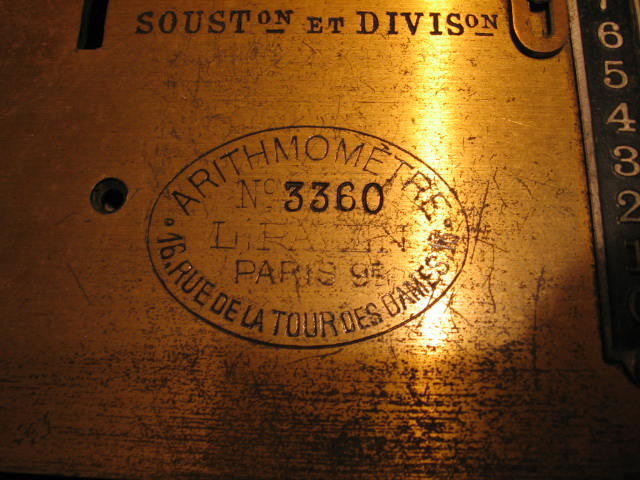 SOUSTON ET DIVISON
ARITHMOMÈTRE
No 3360
PARIS 9E
16, RUE DE LA TOUR DES DAMES
7
6
5
4
3
2
1